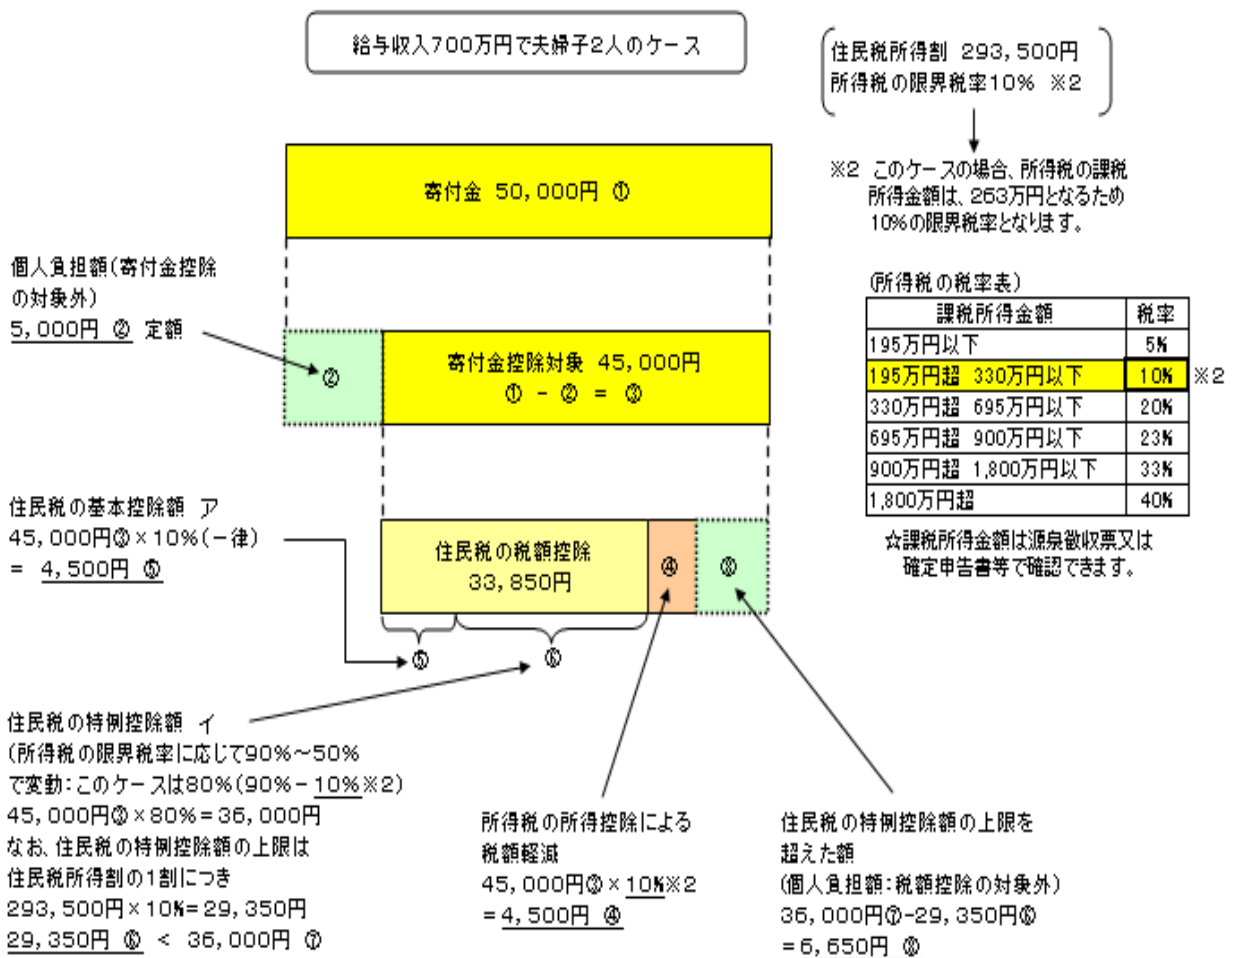 給与収入700万円で夫婦子2人のケース
住民税所得割 293,500円
所得税の限界税率10% ※2
※2 このケースの場合、所得税の課税
所得金額は、263万円となるため
10%の限界税率となります。
寄付金 50,000円 ①
個人負担額(寄付金控除
の対象外)
5,000円 ② 定額
②
寄付金控除対象 45,000円
① - ② = ③
(所得税の税率表)
課税所得金額 税率
195万円以下 5%
195万円超 330万円以下 10% ※2
330万円超 695万円以下 20%
695万円超 900万円以下 23%
900万円超 1,800万円以下 33%
1,800万円超 40%
☆課税所得金額は源泉徴収票又は
確定申告書等で確認できます。
住民税の基本控除額 ア
45,000円③×10%(一律)
= 4,500円 ⑤
住民税の税額控除
33,850円
④
⑧
⑤
⑥
住民税の特例控除額 イ
(所得税の限界税率に応じて90%~50%
で変動:このケースは80%(90%-10%※2)
45,000円③×80%=36,000円
なお、住民税の特例控除額の上限は
住民税所得割の1割につき
293,500円×10%=29,350円
29,350円 ⑥ < 36,000円 ⑦
所得税の所得控除による
税額軽減
45,000円③×10%※2
=4,500円 ④
住民税の特例控除額の上限を
超えた額
(個人負担額:税額控除の対象外)
36,000円⑦-29,350円⑥
=6,650円 ⑧